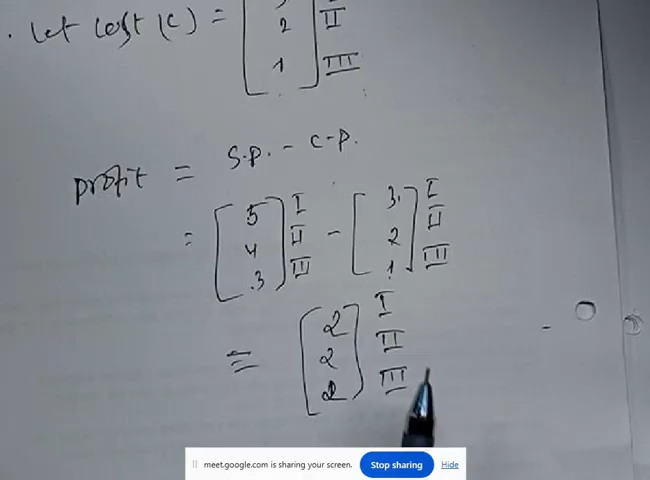 . Let Cost (C) = [3 2 1] I II III
Profit = S.P. - C.P.
= [5 4 3] I II III - [3 2 1] I II III
= [2 2 2] I II III
meet.google.com is sharing your screen. Stop sharing Hide